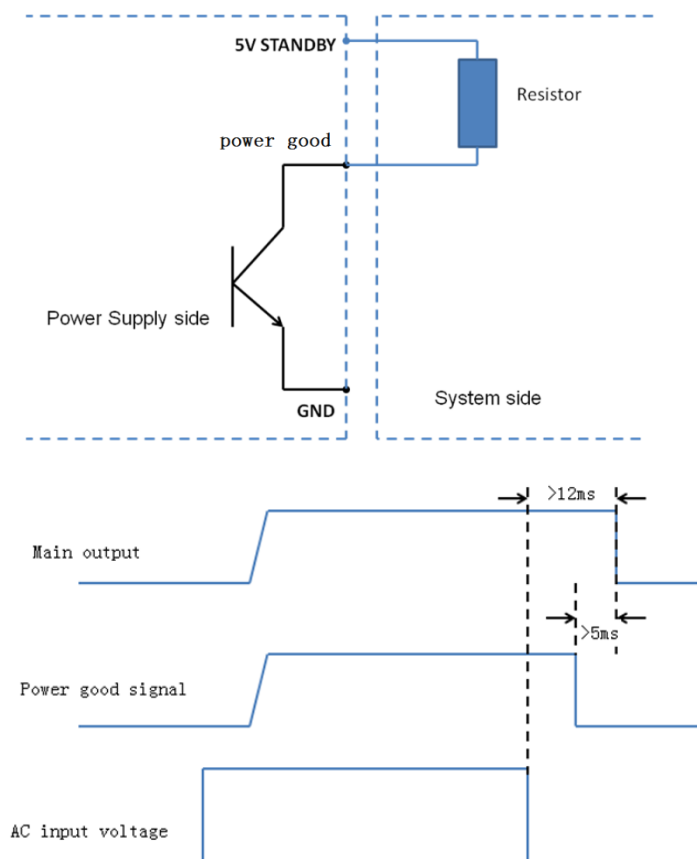 5V STANDBY
Resistor
power good
Power Supply side
System side
GND
>12ms
Main output
>5ms
Power good signal
AC input voltage